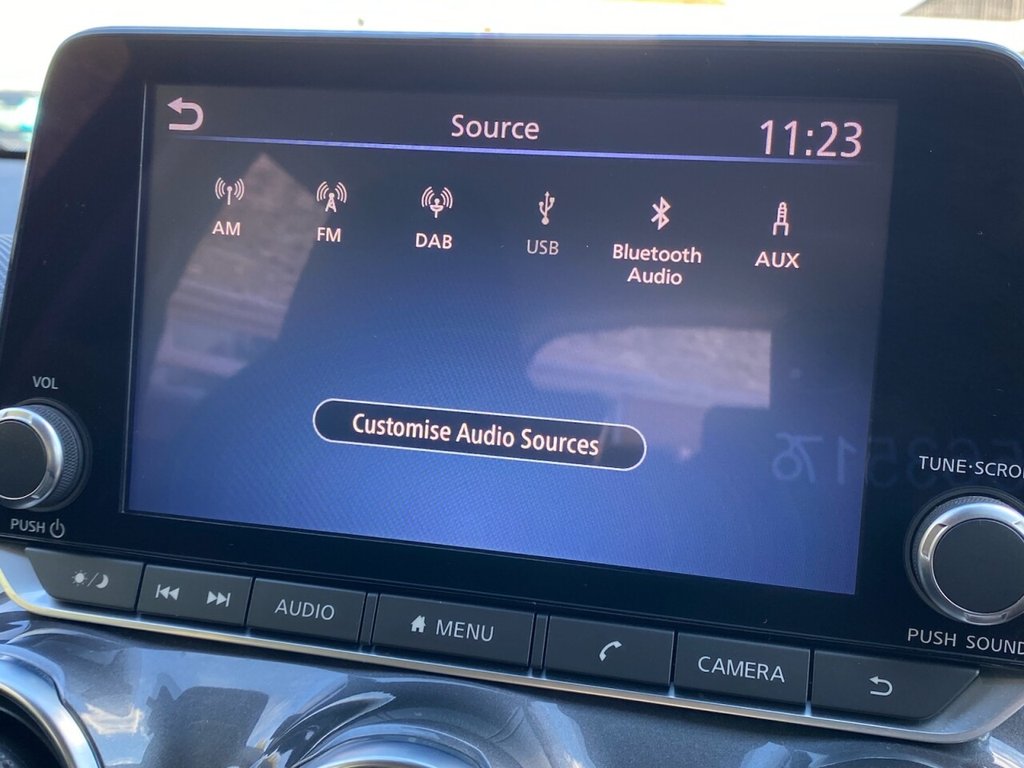 Source
11:23
AM
FM
DAB
USB
Bluetooth
Audio
AUX
Customise Audio Sources
VOL
PUSH
TUNE·SCRO
PUSH SOUND
AUDIO
MENU
CAMERA